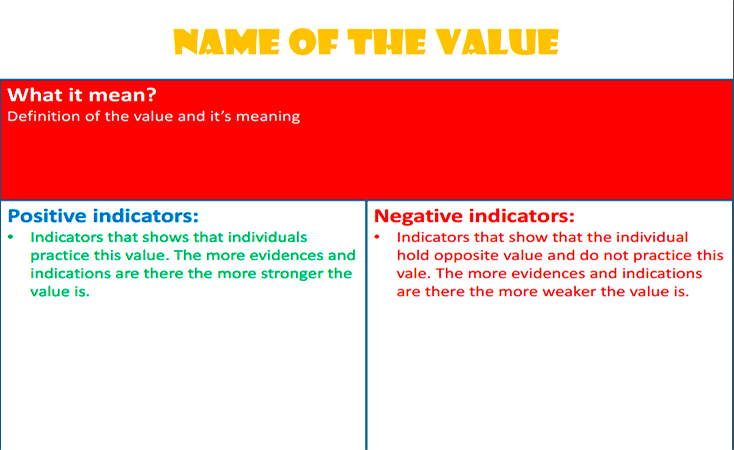 NAME OF THE VALUE
What it mean?
Definition of the value and it's meaning
Positive indicators:
• Indicators that shows that individuals
practice this value. The more evidences and
indications are there the more stronger the
value is.
Negative indicators:
• Indicators that show that the individual
hold opposite value and do not practice this
vale. The more evidences and indications
are there the more weaker the value is.